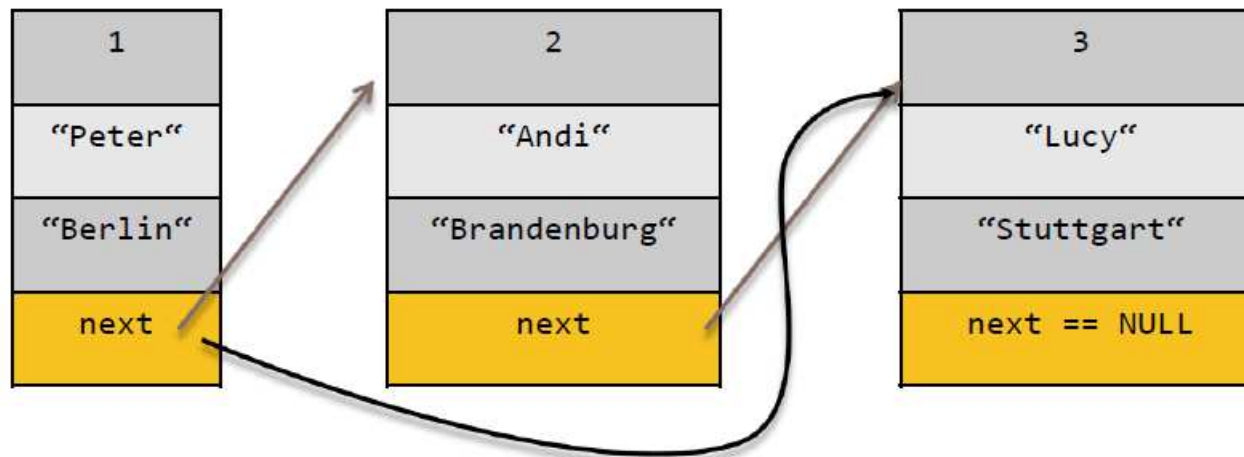 1
“Peter“
“Berlin“
next
2
“Andi“
“Brandenburg“
next
3
“Lucy“
“Stuttgart“
next == NULL